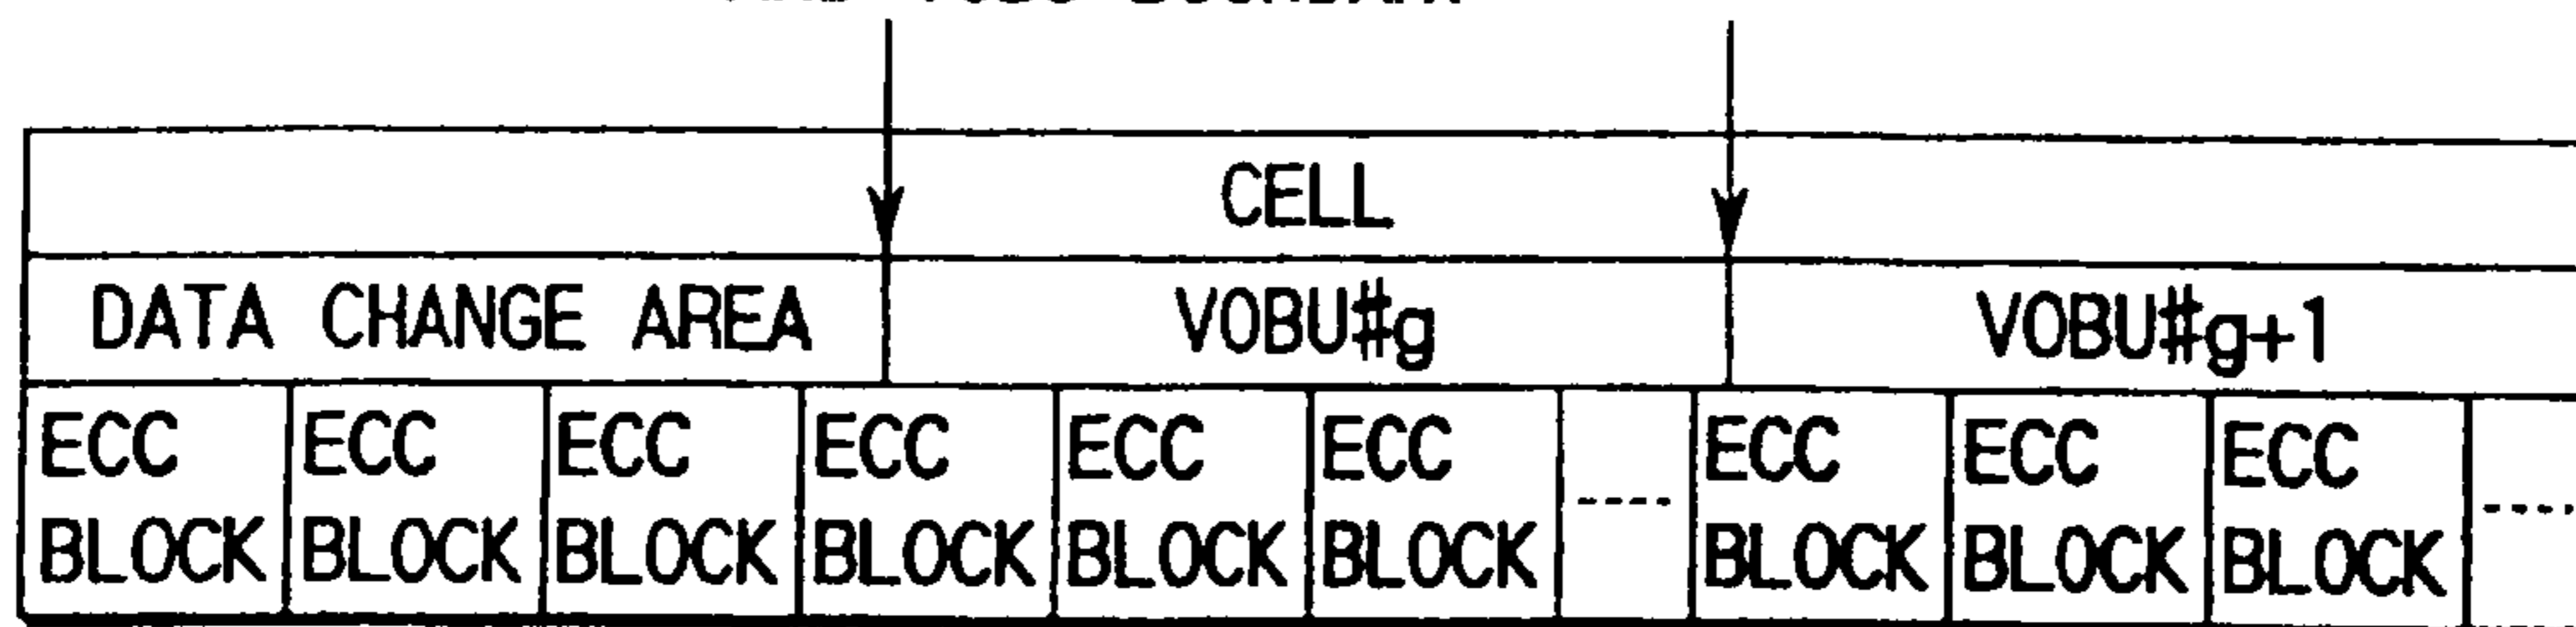 CELL
DATA CHANGE AREA VOBU#g VOBU#g+1
ECC ECC ECC ECC ECC ECC ECC ECC ECC
BLOCK BLOCK BLOCK BLOCK BLOCK BLOCK ---- BLOCK BLOCK BLOCK ----